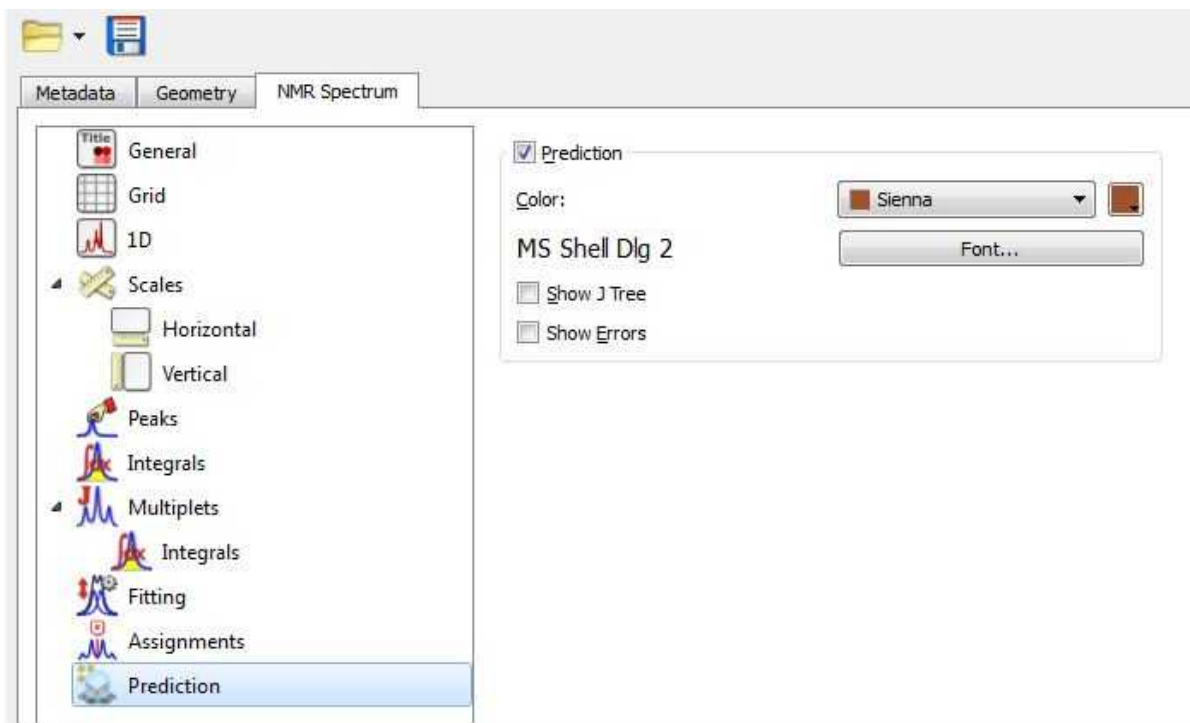 Metadata
Geometry
NMR Spectrum
Title
General
Grid
1D
Scales
Horizontal
Vertical
Peaks
Integrals
J
Multiplets
Integrals
Fitting
Assignments
Prediction
Prediction
Color:
Sienna
MS Shell Dlg 2
Font...
Show J Tree
Show Errors